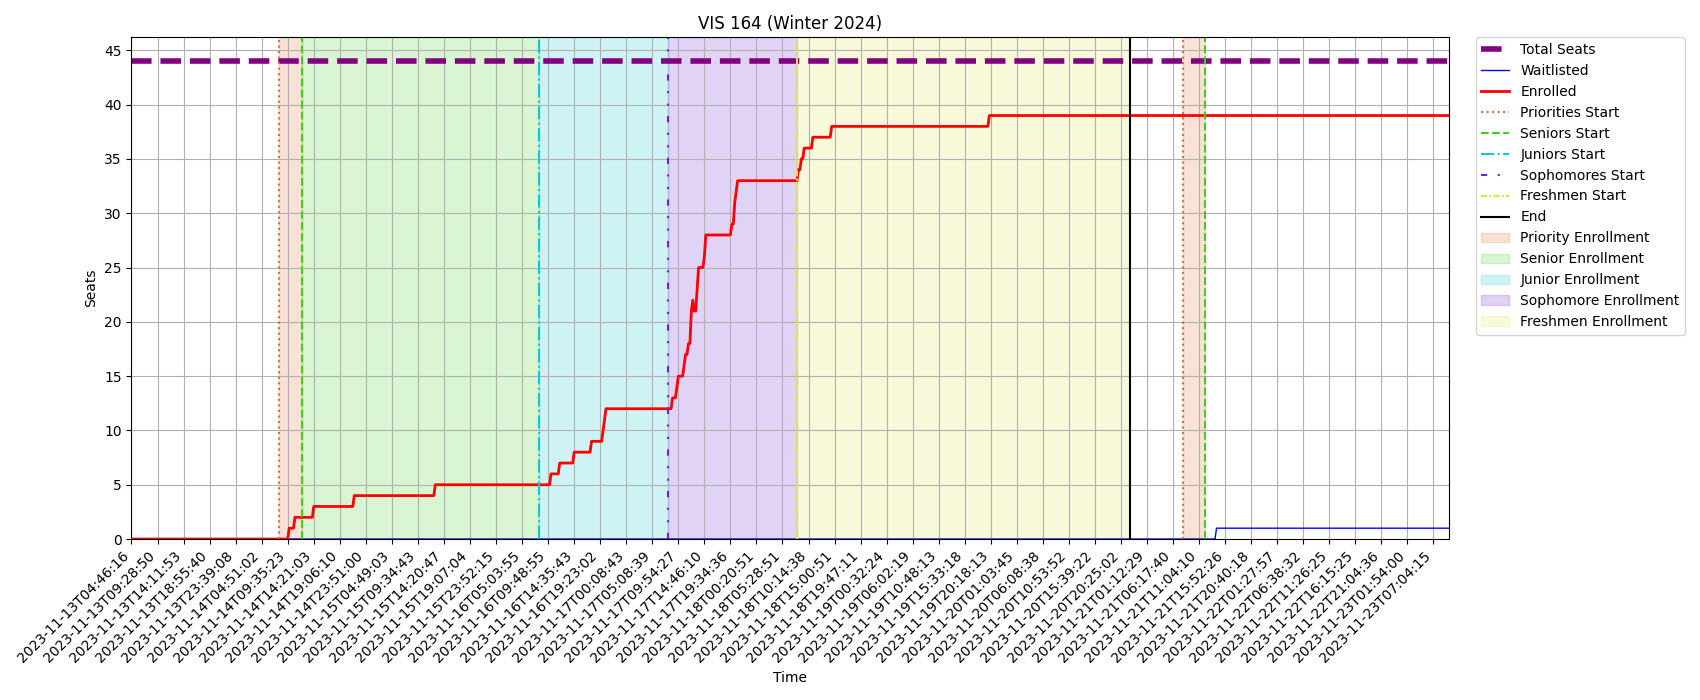 VIS 164 (Winter 2024)
Seats
45
40
35
30
25
20
15
10
5
0
2023-11-13T04:46:16
2023-11-13T09:28:50
2023-11-13T14:11:53
2023-11-13T18:55:40
2023-11-13T23:39:08
2023-11-14T04:51:02
2023-11-14T09:35:23
2023-11-14T14:21:03
2023-11-14T19:06:10
2023-11-14T23:51:00
2023-11-15T04:49:03
2023-11-15T09:34:43
2023-11-15T14:20:47
2023-11-15T19:07:04
2023-11-15T23:52:15
2023-11-16T05:03:55
2023-11-16T09:48:55
2023-11-16T14:35:43
2023-11-16T19:23:02
2023-11-17T00:08:43
2023-11-17T05:08:39
2023-11-17T09:54:27
2023-11-17T14:46:10
2023-11-17T19:34:36
2023-11-18T00:20:51
2023-11-18T05:28:51
2023-11-18T10:14:38
2023-11-18T15:00:51
2023-11-18T19:47:11
2023-11-19T00:32:24
2023-11-19T06:02:19
2023-11-19T10:48:13
2023-11-19T15:33:18
2023-11-19T20:18:13
2023-11-20T01:03:45
2023-11-20T06:08:38
2023-11-20T10:53:52
2023-11-20T15:39:22
2023-11-20T20:25:02
2023-11-21T01:12:29
2023-11-21T06:17:40
2023-11-21T11:04:10
2023-11-21T15:52:26
2023-11-21T20:40:18
2023-11-22T01:27:57
2023-11-22T06:38:32
2023-11-22T11:26:25
2023-11-22T16:15:25
2023-11-22T21:04:36
2023-11-23T01:54:00
2023-11-23T07:04:15
Time
Total Seats
Waitlisted
Enrolled
Priorities Start
Seniors Start
Juniors Start
Sophomores Start
Freshmen Start
End
Priority Enrollment
Senior Enrollment
Junior Enrollment
Sophomore Enrollment
Freshmen Enrollment